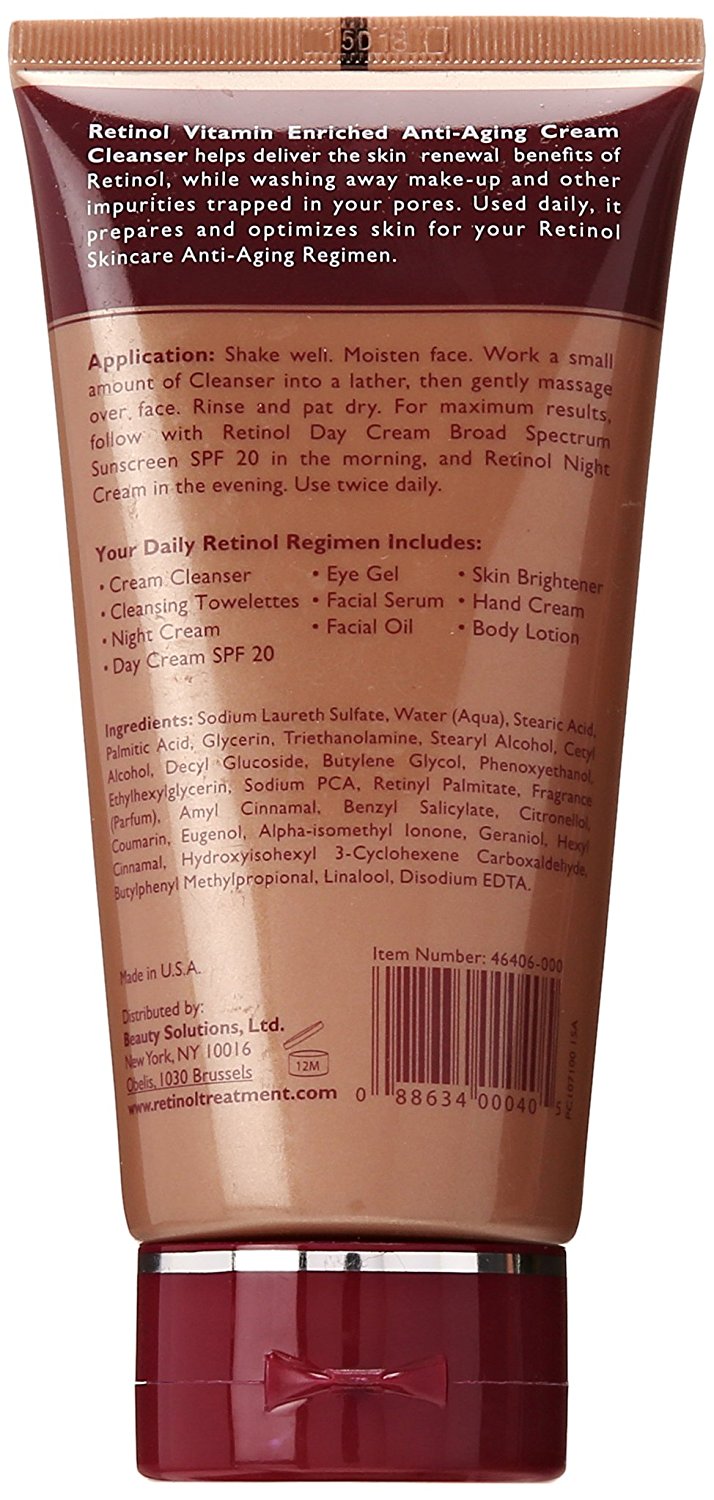 15018
Retinol Vitamin Enriched Anti-Aging Cream
Cleanser helps deliver the skin renewal benefits of
Retinol, while washing away make-up and other
impurities trapped in your pores. Used daily, it
prepares and optimizes skin for your Retinol
Skincare Anti-Aging Regimen.
Application: Shake well. Moisten face. Work a small
amount of Cleanser into a lather, then gently massage
over face. Rinse and pat dry. For maximum results,
follow with Retinol Day Cream Broad Spectrum
Sunscreen SPF 20 in the morning, and Retinol Night
Cream in the evening. Use twice daily.
Your Daily Retinol Regimen Includes:
• Cream Cleanser • Eye Gel • Skin Brightener
• Cleansing Towelettes • Facial Serum • Hand Cream
• Night Cream • Facial Oil • Body Lotion
• Day Cream SPF 20
Ingredients: Sodium Laureth Sulfate, Water (Aqua), Stearic Acid,
Palmitic Acid, Glycerin, Triethanolamine, Stearyl Alcohol, Cetyl
Alcohol, Decyl Glucoside, Butylene Glycol, Phenoxyethanol,
Ethylhexylglycerin, Sodium PCA, Retinyl Palmitate, Fragrance
(Parfum), Amyl Cinnamal, Benzyl Salicylate, Citronellol,
Coumarin, Eugenol, Alpha-isomethyl Ionone, Geraniol, Hexyl
Cinnamal, Hydroxyisohexyl 3-Cyclohexene Carboxaldehyde,
Butylphenyl Methylpropional, Linalool, Disodium EDTA.
Item Number: 46406-000
Made in U.S.A.
Distributed by:
Beauty Solutions, Ltd.
New York, NY 10016
Obelis, 1030 Brussels
www.retinoltreatment.com
12M
0 88634 00040 5